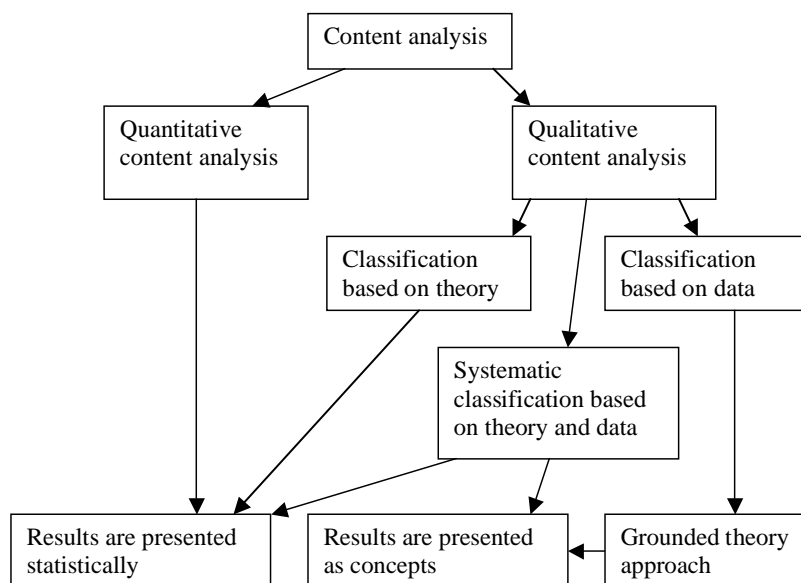 Content analysis
Quantitative
content analysis
Qualitative
content analysis
Classification
based on theory
Classification
based on data
Systematic
classification based
on theory and data
Results are presented
statistically
Results are presented
as concepts
Grounded theory
approach